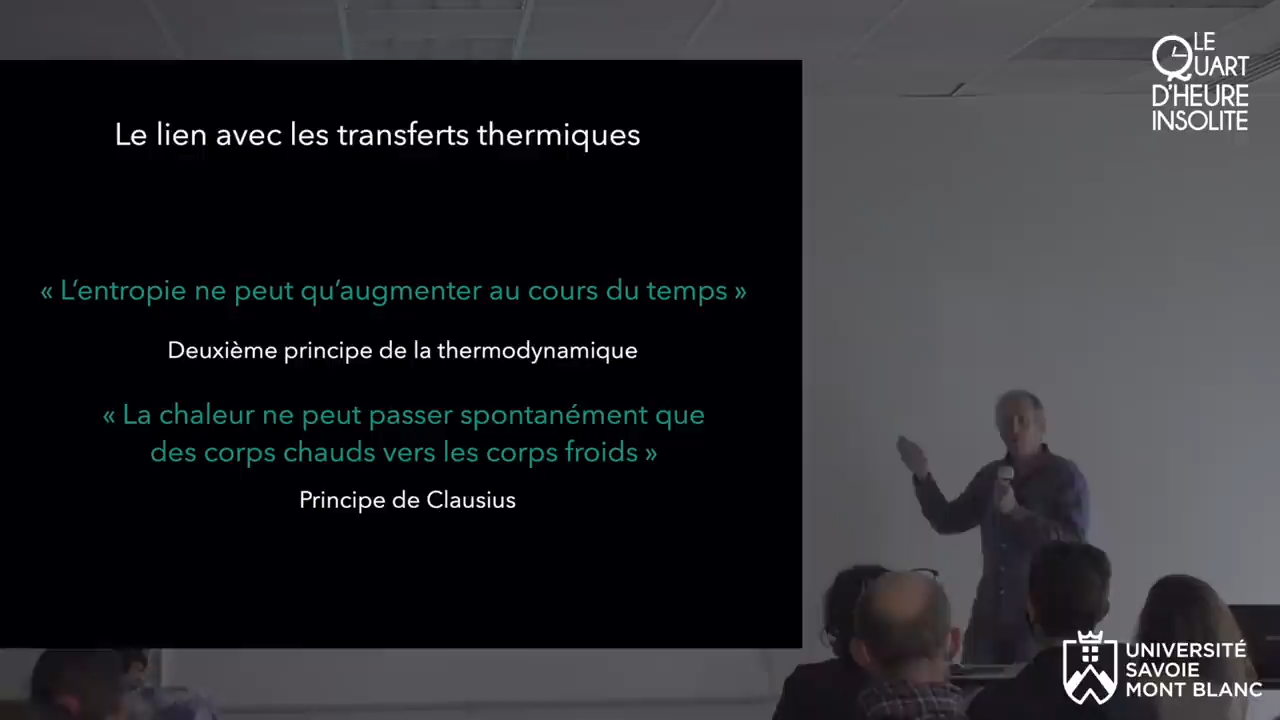 Le lien avec les transferts thermiques
« L'entropie ne peut qu'augmenter au cours du temps »
Deuxième principe de la thermodynamique
« La chaleur ne peut passer spontanément que
des corps chauds vers les corps froids »
Principe de Clausius
LE
QUART
D'HEURE
INSOLITE
UNIVERSITÉ
SAVOIE
MONT BLANC